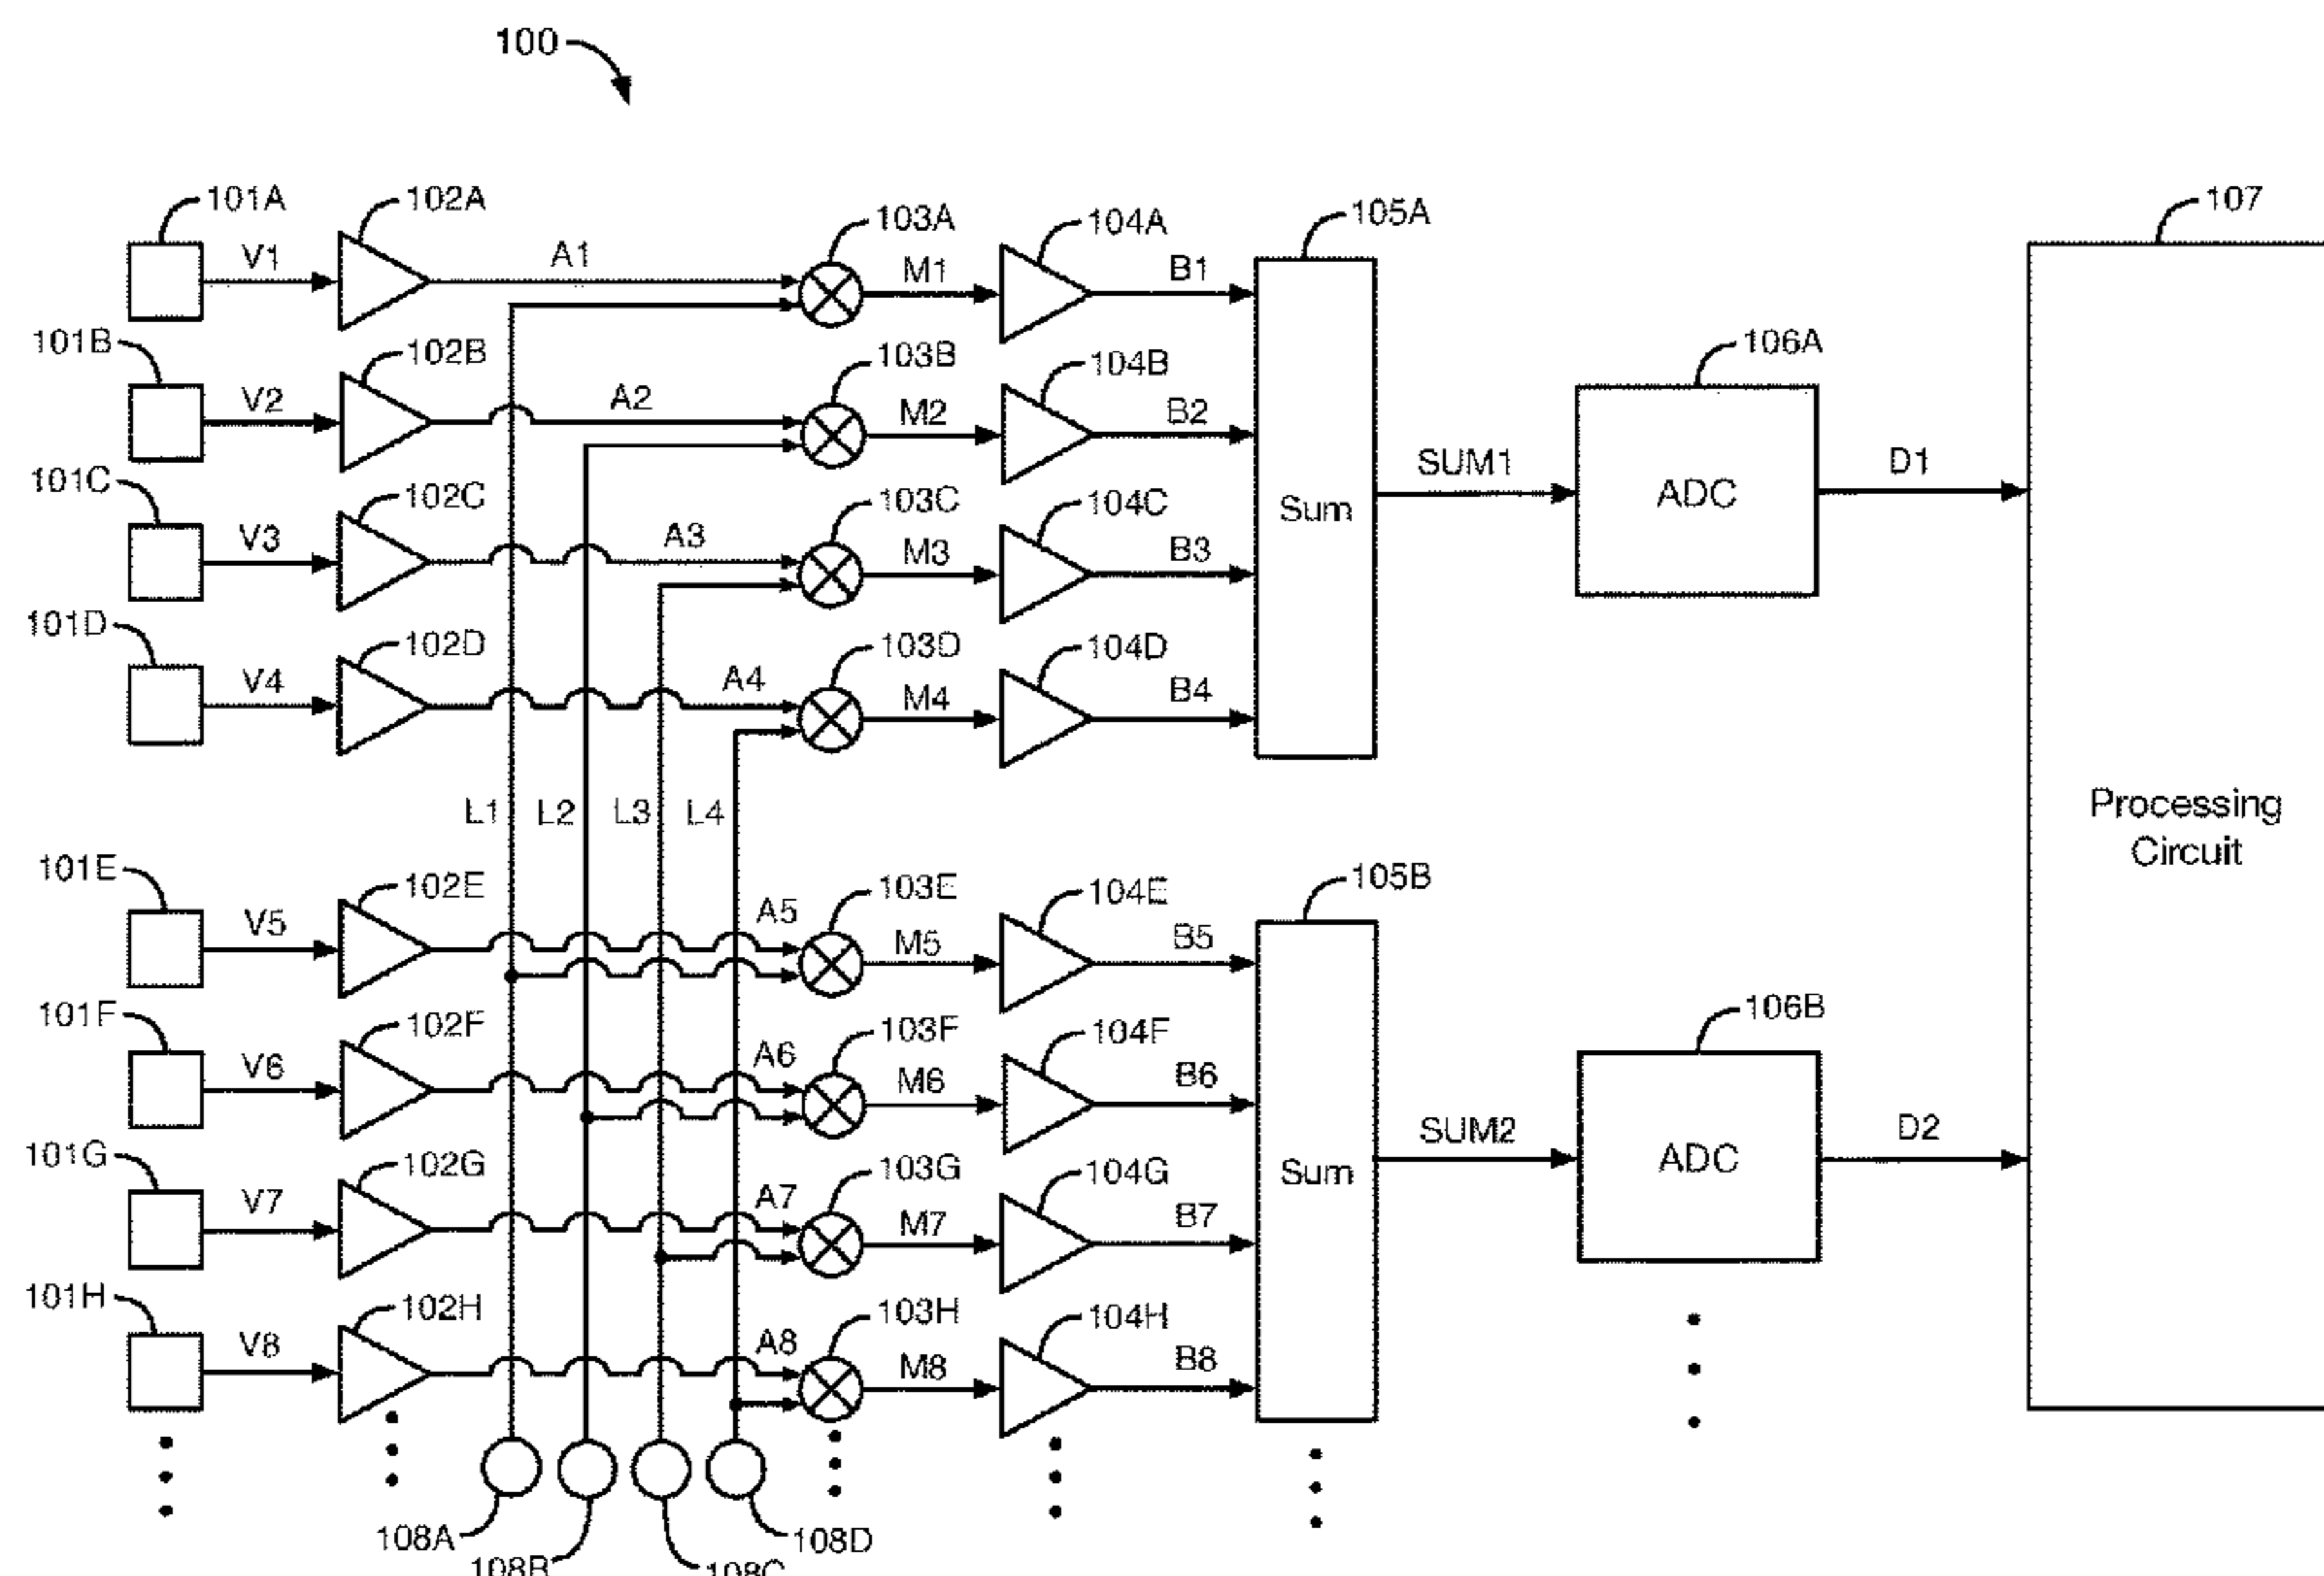 100
101A
102A
103A
104A
105A
107
V1
A1
M1
B1
101B
102B
103B
104B
106A
V2
A2
M2
B2
101C
102C
103C
104C
SUM1
D1
V3
A3
M3
B3
Sum
ADC
101D
102D
103D
104D
V4
A4
M4
B4
L1
L2
L3
L4
Processing
Circuit
101E
102E
103E
104E
105B
V5
A5
M5
B5
101F
102F
103F
104F
106B
V6
A6
M6
B6
101G
102G
103G
104G
SUM2
D2
Sum
ADC
V7
A7
M7
B7
101H
102H
103H
104H
V8
A8
M8
B8
108A
108B
108C
108D